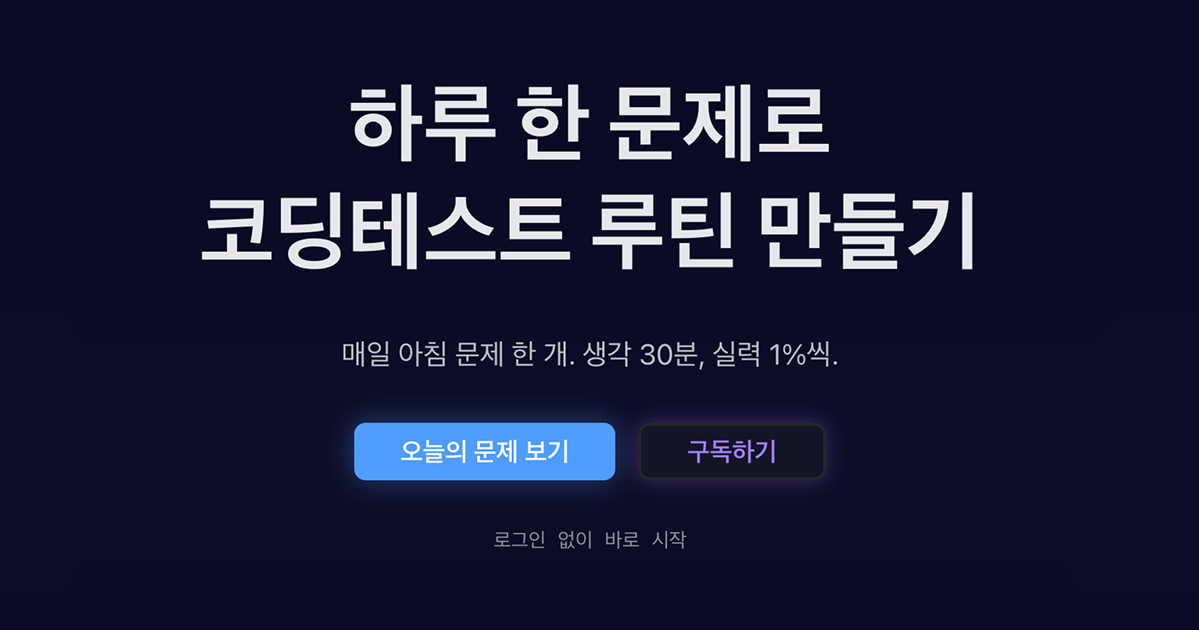 하루 한 문제로
코딩테스트 루틴 만들기
매일 아침 문제 한 개. 생각 30분, 실력 1%씩.
오늘의 문제 보기
구독하기
로그인 없이 바로 시작